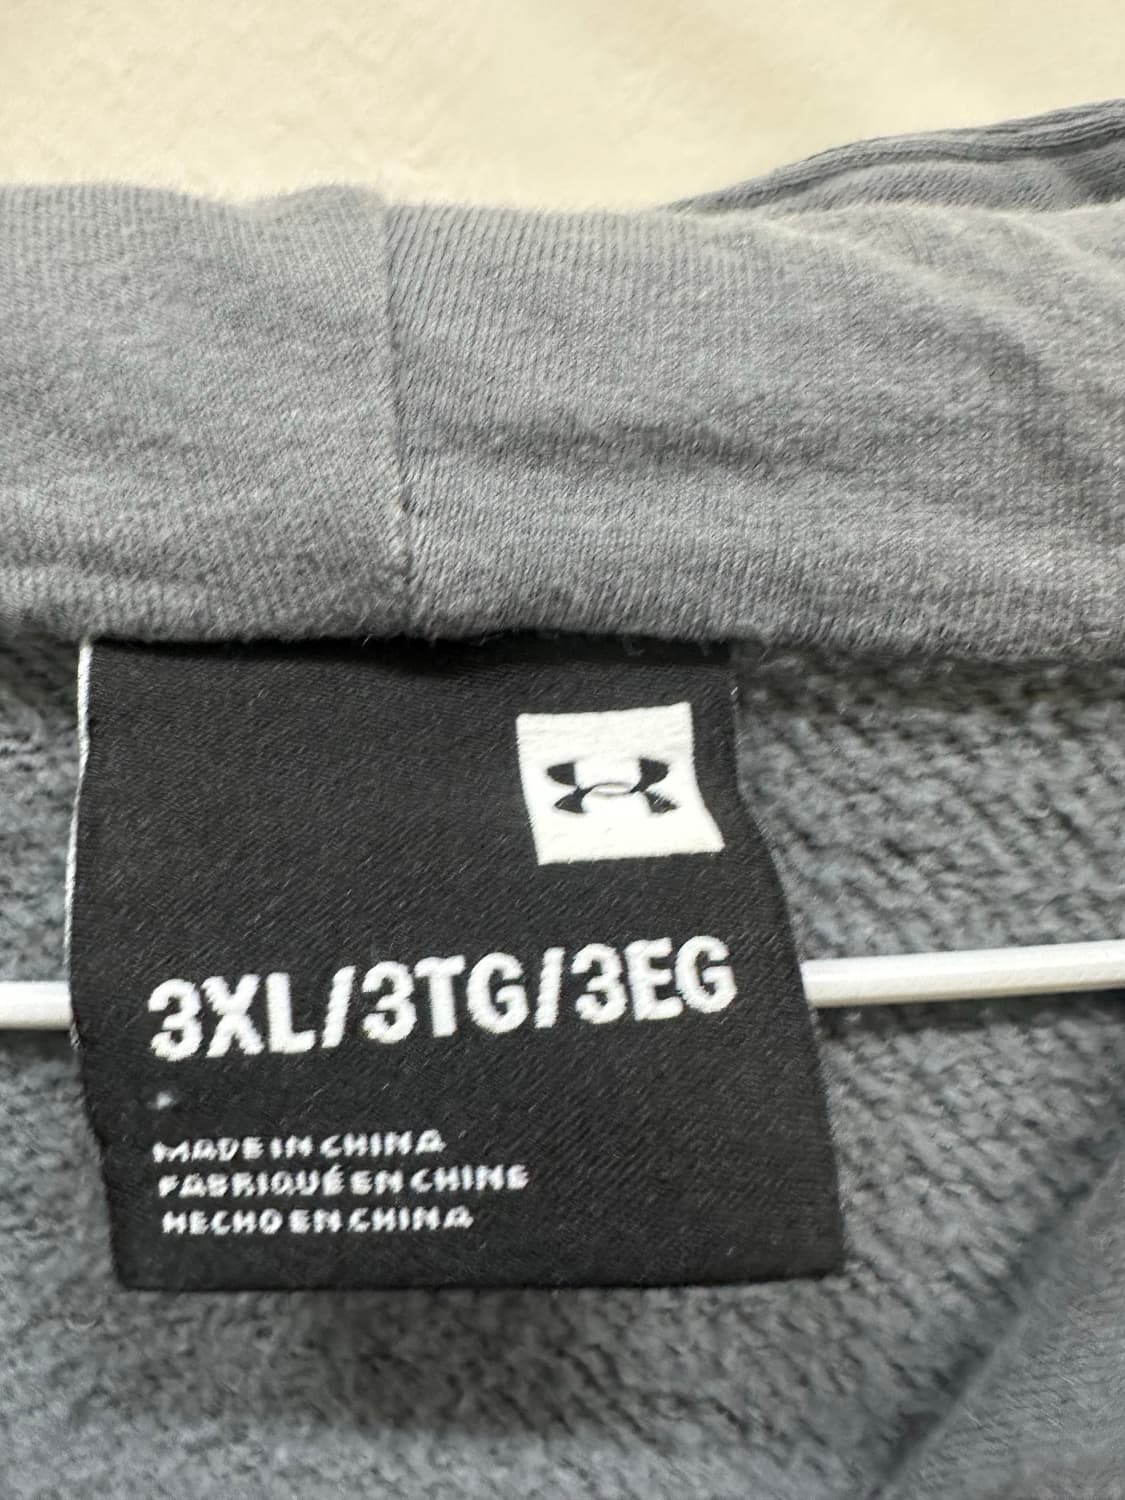 3XL/3TG/3EG
MADE IN CHINA
FABRIQUÉ EN CHINE
HECHO EN CHINA